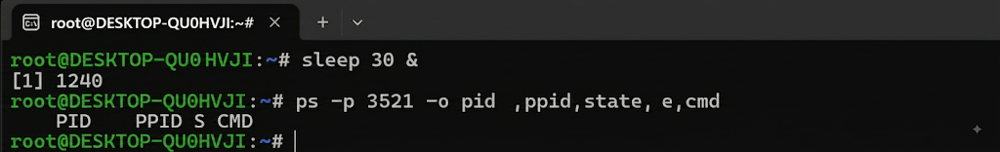 root@DESKTOP-QU0HVJI:~#
root@DESKTOP-QU0HVJI:~# sleep 30 &
[1] 1240
root@DESKTOP-QU0HVJI:~# ps -p 3521 -o pid ,ppid,state, e,cmd
PID PPID S CMD
root@DESKTOP-QU0HVJI:~#